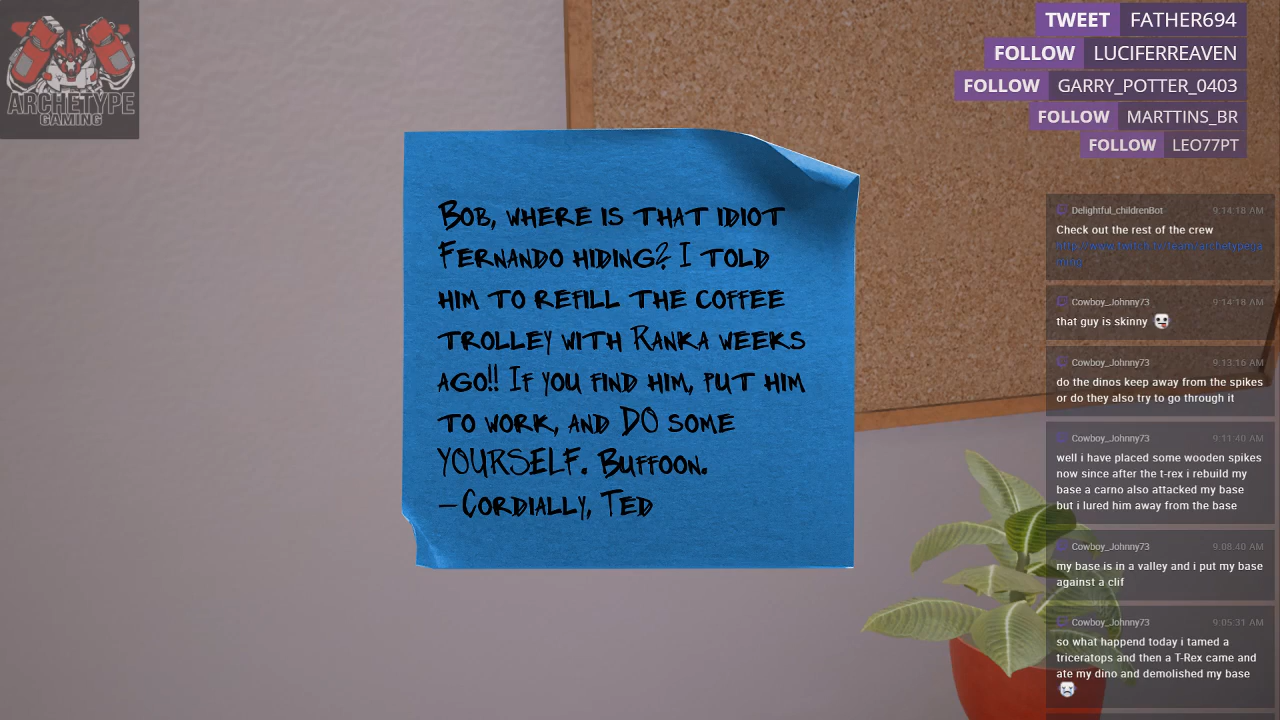 ARCHETYPE
GAMING
Bob, where is that idiot
Fernando hiding? I told
him to refill the coffee
trolley with Ranka weeks
ago!! If you find him, put him
to work, and DO some
YOURSELF. Buffoon.
– Cordially, Ted
TWEET FATHER694
FOLLOW LUCIFERREAVEN
FOLLOW GARRY_POTTER_0403
FOLLOW MARTTINS_BR
FOLLOW LEO77PT
Delightful_childrenBot 9:14:18 AM
Check out the rest of the crew
http://www.twitch.tv/team/archetypega
ming
Cowboy_Johnny73 9:14:18 AM
that guy is skinny
Cowboy_Johnny73 9:13:16 AM
do the dinos keep away from the spikes
or do they also try to go through it
Cowboy_Johnny73 9:11:40 AM
well i have placed some wooden spikes
now since after the t-rex i rebuild my
base a carno also attacked my base
but i lured him away from the base
Cowboy_Johnny73 9:08:40 AM
my base is in a valley and i put my base
against a clif
Cowboy_Johnny73 9:05:31 AM
so what happend today i tamed a
triceratops and then a T-Rex came and
ate my dino and demolished my base